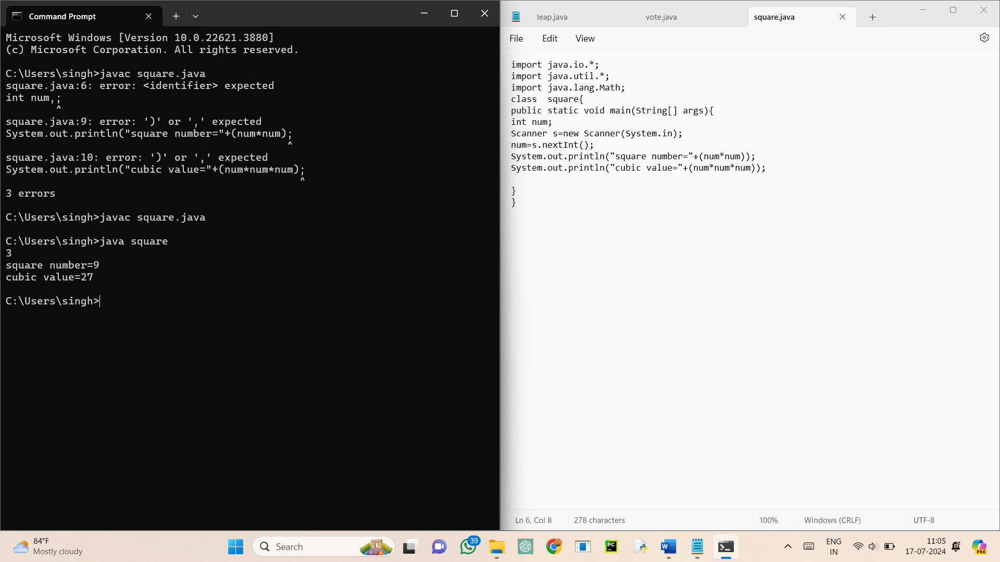 Command Prompt
Microsoft Windows [Version 10.0.22621.3880]
(c) Microsoft Corporation. All rights reserved.
C:\Users\singh>javac square.java
square.java:6: error: <identifier> expected
int num,;
^
square.java:9: error: ')' or ',' expected
System.out.println("square number="+(num*num);
^
square.java:10: error: ')' or ',' expected
System.out.println("cubic value="+(num*num*num);
^
3 errors
C:\Users\singh>javac square.java
C:\Users\singh>java square
3
square number=9
cubic value=27
C:\Users\singh>
leap.java
vote.java
square.java
File Edit View
import java.io.*;
import java.util.*;
import java.lang.Math;
class  square{
public static void main(String[] args){
int num;
Scanner s=new Scanner(System.in);
num=s.nextInt();
System.out.println("square number="+(num*num));
System.out.println("cubic value="+(num*num*num));
}
}
Ln 6, Col 8
278 characters
100%
Windows (CRLF)
UTF-8
84°F
Mostly cloudy
Search
39
PC
W
ENG
IN
11:05
17-07-2024
PRE